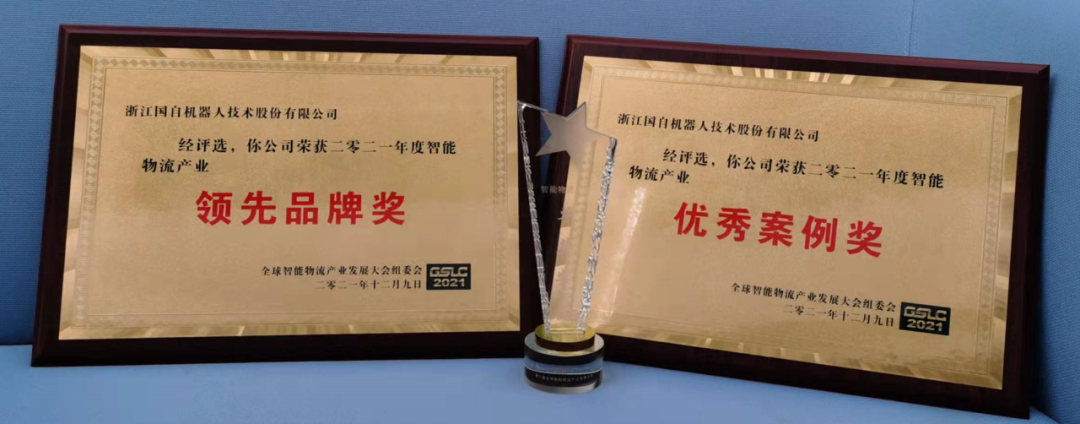 浙江国自机器人技术股份有限公司
经评选，你公司荣获二零二一年度智能
物流产业
领先品牌奖
全球智能物流产业发展大会组委会
二零二一年十二月九日
GSLC
2021
智能物
浙江国自机器人技术股份有限公司
经评选，你公司荣获二零二一年度智能
物流产业
优秀案例奖
全球智能物流产业发展大会组委会
二零二一年十二月九日
GSLC
2021